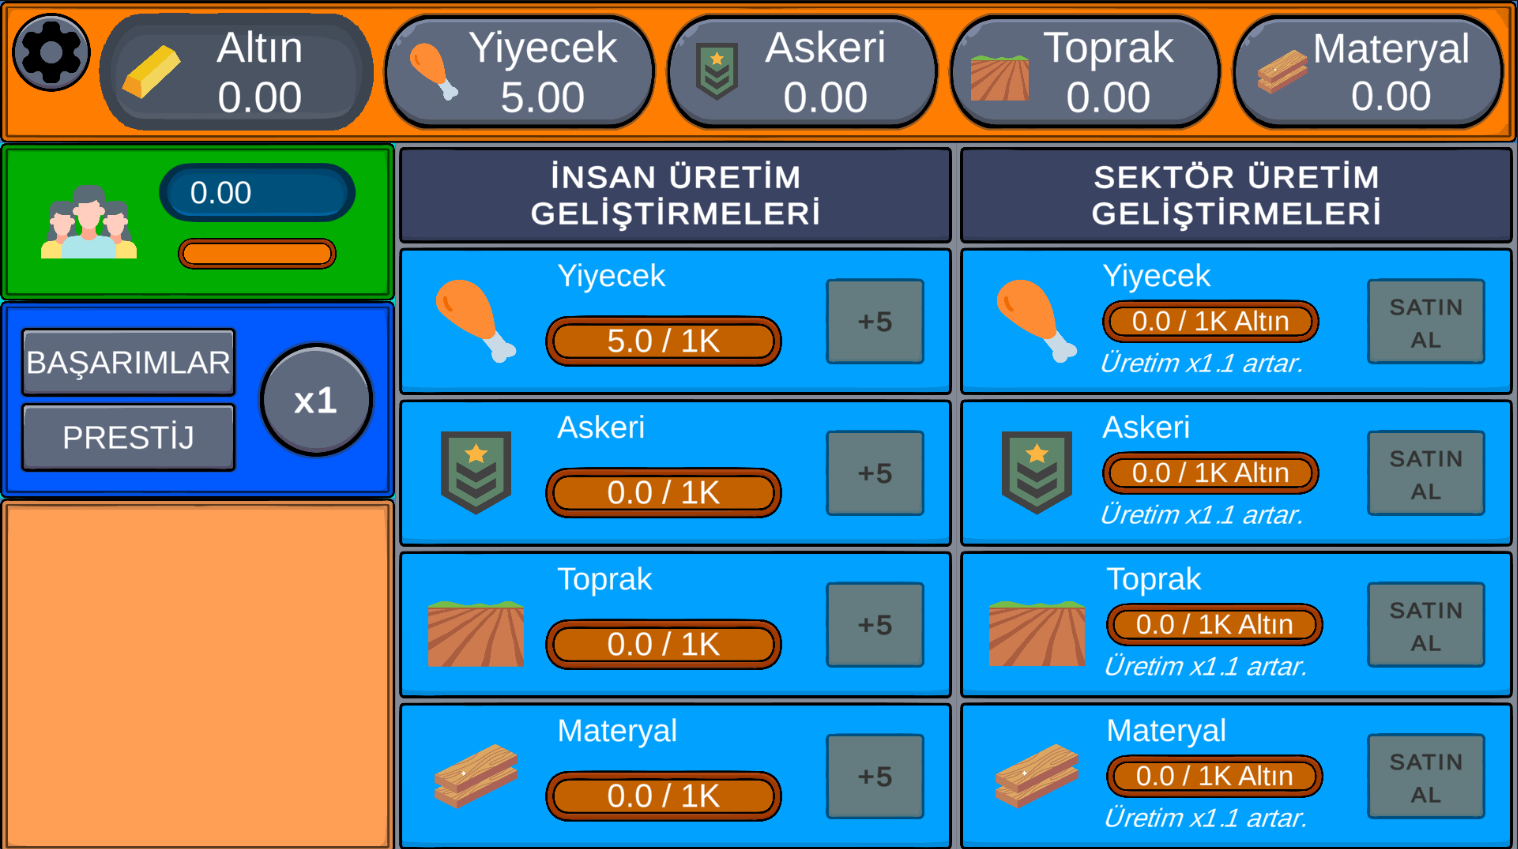 Altın
0.00
Yiyecek
5.00
Askeri
0.00
Toprak
0.00
Materyal
0.00
0.00
BAŞARIMLAR
PRESTİJ
x1
İNSAN ÜRETİM
GELİŞTİRMELERİ
Yiyecek
5.0 / 1K
+5
Askeri
0.0 / 1K
+5
Toprak
0.0 / 1K
+5
Materyal
0.0 / 1K
+5
SEKTÖR ÜRETİM
GELİŞTİRMELERİ
Yiyecek
0.0 / 1K Altın
Üretim x1.1 artar.
SATIN
AL
Askeri
0.0 / 1K Altın
Üretim x1.1 artar.
SATIN
AL
Toprak
0.0 / 1K Altın
Üretim x1.1 artar.
SATIN
AL
Materyal
0.0 / 1K Altın
Üretim x1.1 artar.
SATIN
AL